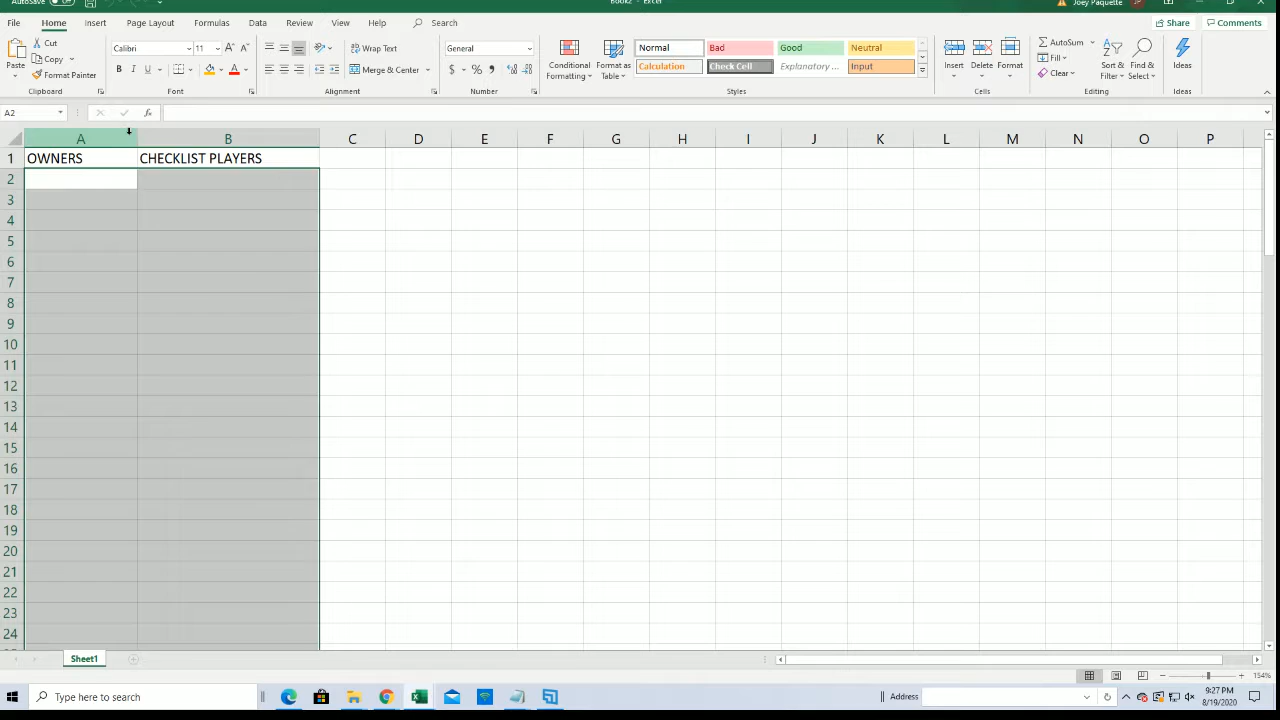 AutoSave Off Book2 - Excel Joey Paquette JP
File Home Insert Page Layout Formulas Data Review View Help Search Share Comments
Paste Cut Copy Format Painter Clipboard
Calibri 11 B I U Font
Wrap Text Merge & Center Alignment
General $ % Number
Conditional Formatting Format as Table
Normal Bad Good Neutral
Calculation Check Cell Explanatory ... Input
Styles
Insert Delete Format Cells
AutoSum Fill Clear Sort & Filter Find & Select Editing
Ideas Ideas
A2 fx
A B C D E F G H I J K L M N O P
1 OWNERS CHECKLIST PLAYERS
2
3
4
5
6
7
8
9
10
11
12
13
14
15
16
17
18
19
20
21
22
23
24
Sheet1
154%
Type here to search Address 9:27 PM
8/19/2020